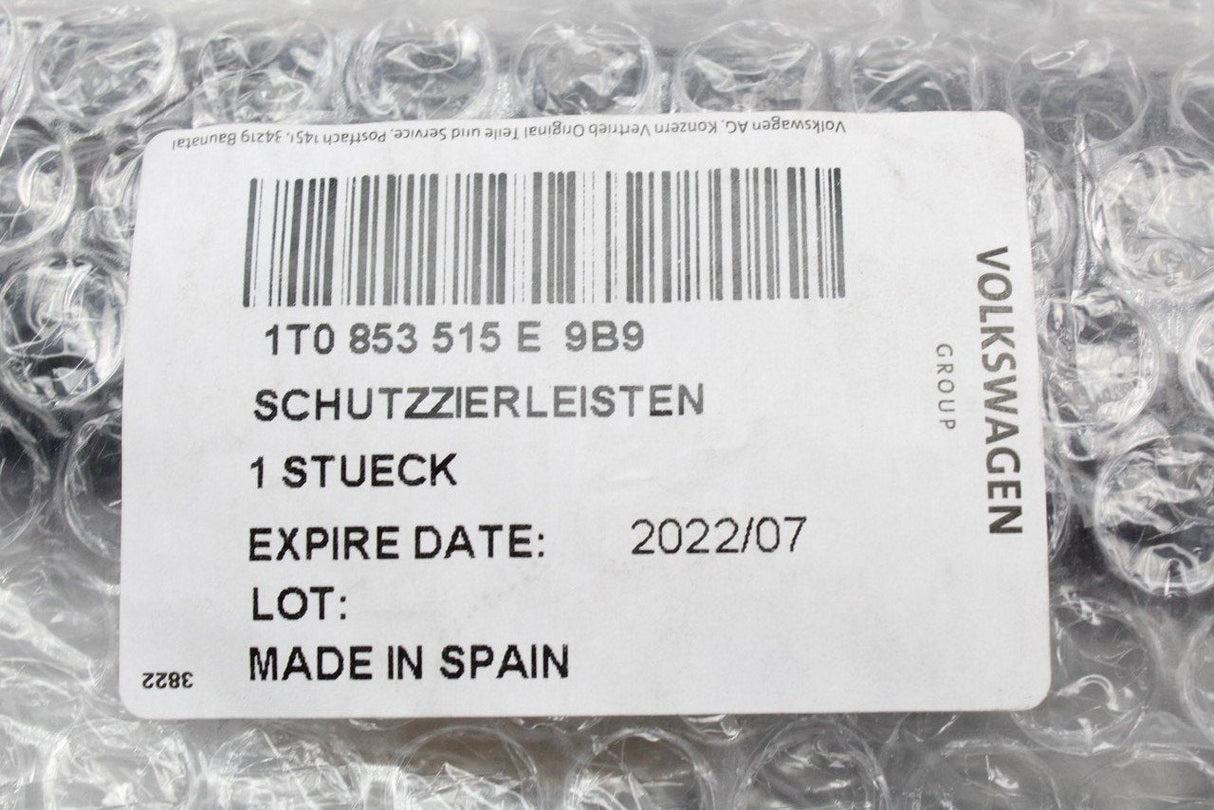 Volkswagen AG, Konzern Vertrieb Original Teile und Service, Postfach 1451, 34219 Baunatal
1T0 853 515 E 9B9
SCHUTZZIERLEISTEN
1 STUECK
EXPIRE DATE: 2022/07
LOT:
MADE IN SPAIN
3822
VOLKSWAGEN
GROUP